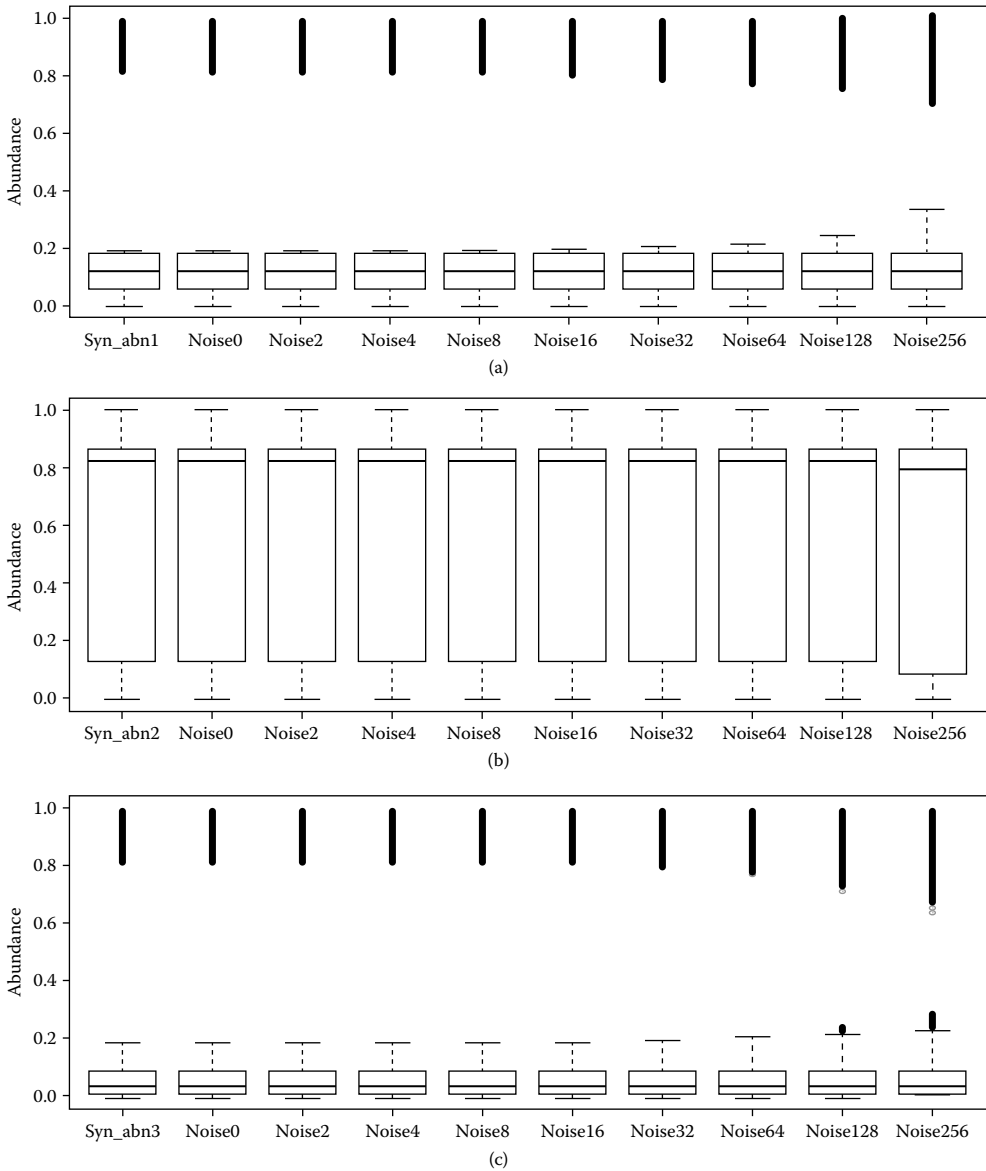 1.0
0.8
0.6
0.4
0.2
0.0
Abundance
Syn_abn1 Noise0 Noise2 Noise4 Noise8 Noise16 Noise32 Noise64 Noise128 Noise256
(a)
1.0
0.8
0.6
0.4
0.2
0.0
Abundance
Syn_abn2 Noise0 Noise2 Noise4 Noise8 Noise16 Noise32 Noise64 Noise128 Noise256
(b)
1.0
0.8
0.6
0.4
0.2
0.0
Abundance
Syn_abn3 Noise0 Noise2 Noise4 Noise8 Noise16 Noise32 Noise64 Noise128 Noise256
(c)